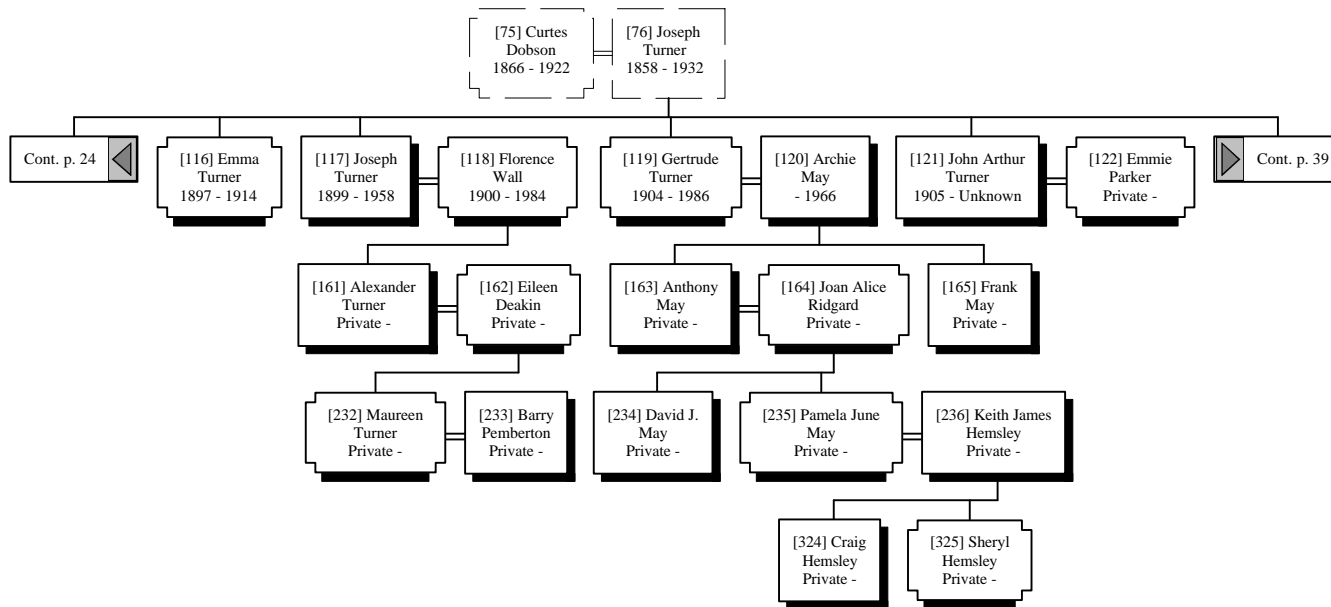 [75] Curtes
Dobson
1866 - 1922
[76] Joseph
Turner
1858 - 1932
Cont. p. 24
[116] Emma
Turner
1897 - 1914
[117] Joseph
Turner
1899 - 1958
[118] Florence
Wall
1900 - 1984
[119] Gertrude
Turner
1904 - 1986
[120] Archie
May
- 1966
[121] John Arthur
Turner
1905 - Unknown
[122] Emmie
Parker
Private -
Cont. p. 39
[161] Alexander
Turner
Private -
[162] Eileen
Deakin
Private -
[163] Anthony
May
Private -
[164] Joan Alice
Ridgard
Private -
[165] Frank
May
Private -
[232] Maureen
Turner
Private -
[233] Barry
Pemberton
Private -
[234] David J.
May
Private -
[235] Pamela June
May
Private -
[236] Keith James
Hemsley
Private -
[324] Craig
Hemsley
Private -
[325] Sheryl
Hemsley
Private -